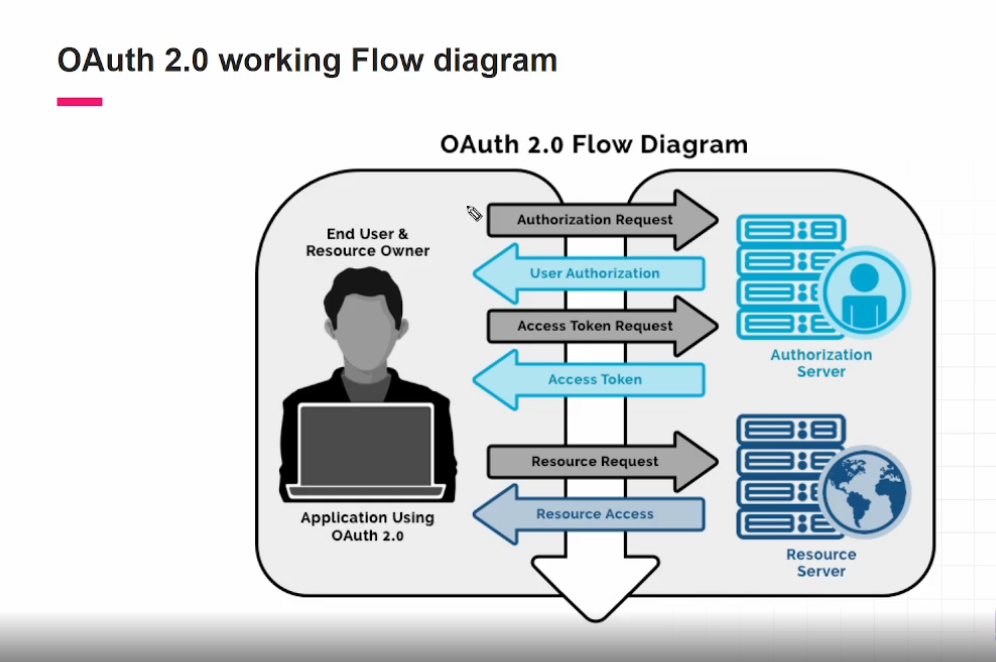 OAuth 2.0 working Flow diagram
OAuth 2.0 Flow Diagram
End User &
Resource Owner
Application Using
OAuth 2.0
Authorization Request
User Authorization
Access Token Request
Access Token
Resource Request
Resource Access
Authorization
Server
Resource
Server